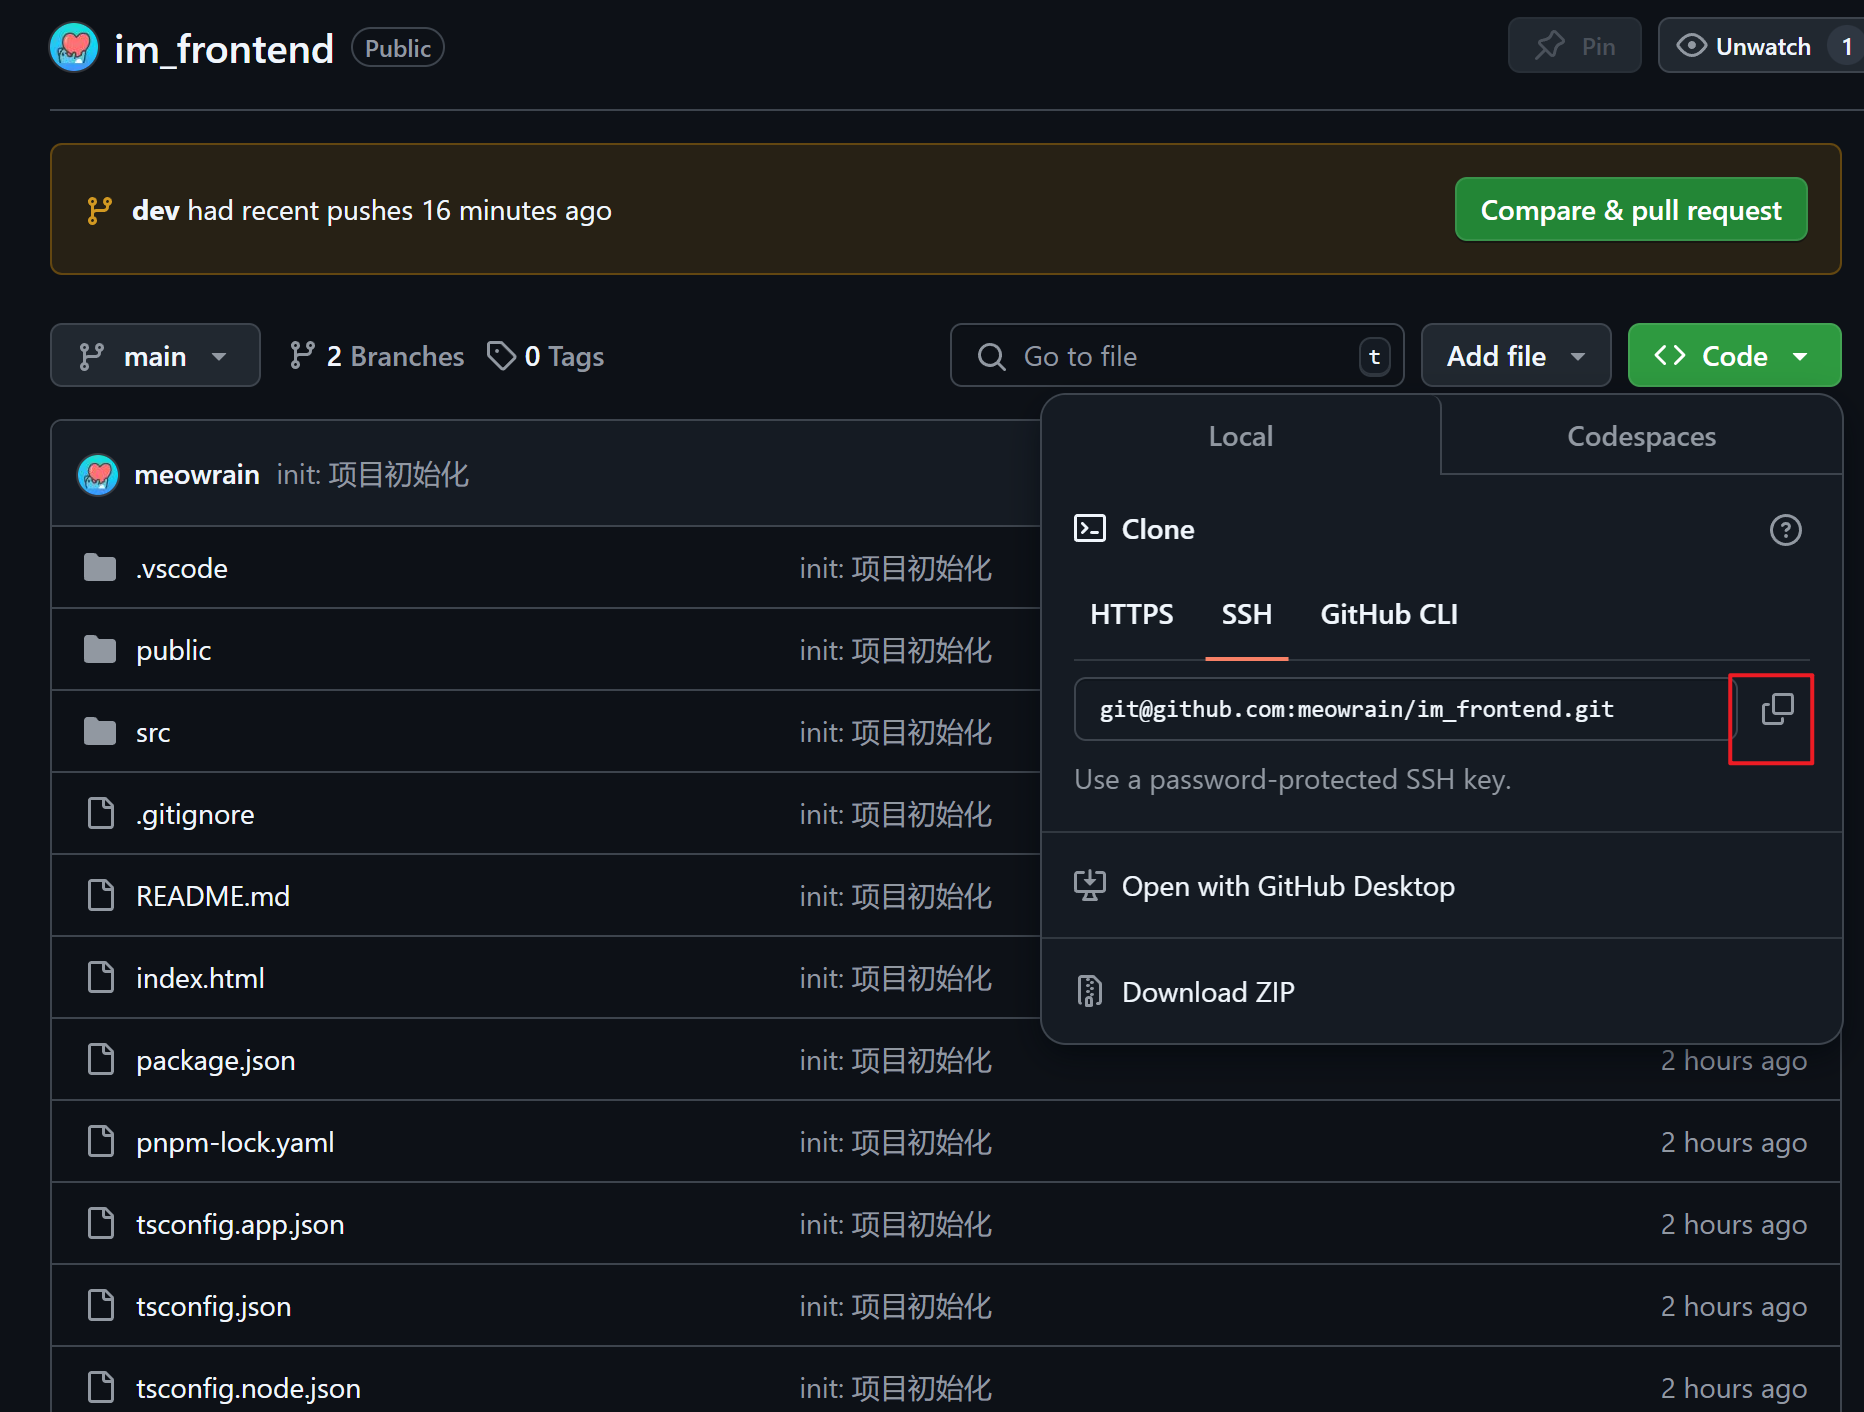 im_frontend Public Pin Unwatch 1
dev had recent pushes 16 minutes ago Compare & pull request
main 2 Branches 0 Tags Go to file t Add file Code
Local Codespaces
meowrain init: 项目初始化
Clone
HTTPS SSH GitHub CLI
git@github.com:meowrain/im_frontend.git
Use a password-protected SSH key.
Open with GitHub Desktop
Download ZIP
.vscode init: 项目初始化
public init: 项目初始化
src init: 项目初始化
.gitignore init: 项目初始化
README.md init: 项目初始化
index.html init: 项目初始化
package.json init: 项目初始化 2 hours ago
pnpm-lock.yaml init: 项目初始化 2 hours ago
tsconfig.app.json init: 项目初始化 2 hours ago
tsconfig.json init: 项目初始化 2 hours ago
tsconfig.node.json init: 项目初始化 2 hours ago